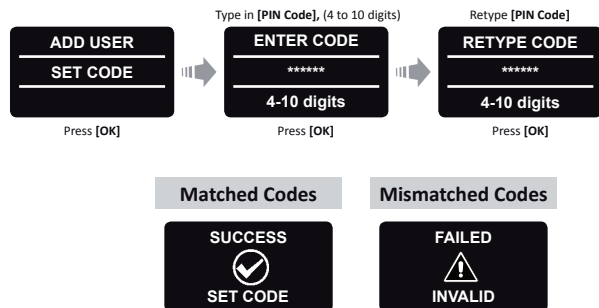 Type in [PIN Code], (4 to 10 digits)
Retype [PIN Code]
ADD USER
SET CODE
Press [OK]
ENTER CODE
******
4-10 digits
Press [OK]
RETYPE CODE
******
4-10 digits
Press [OK]
Matched Codes
Mismatched Codes
SUCCESS
SET CODE
FAILED
INVALID